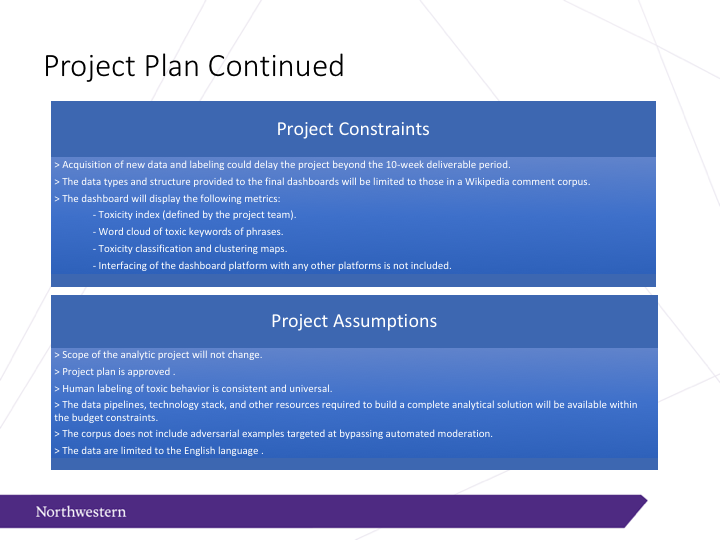 Project Plan Continued
Project Constraints
> Acquisition of new data and labeling could delay the project beyond the 10-week deliverable period.
> The data types and structure provided to the final dashboards will be limited to those in a Wikipedia comment corpus.
> The dashboard will display the following metrics:
- Toxicity index (defined by the project team).
- Word cloud of toxic keywords of phrases.
- Toxicity classification and clustering maps.
- Interfacing of the dashboard platform with any other platforms is not included.
Project Assumptions
> Scope of the analytic project will not change.
> Project plan is approved .
> Human labeling of toxic behavior is consistent and universal.
> The data pipelines, technology stack, and other resources required to build a complete analytical solution will be available within
the budget constraints.
> The corpus does not include adversarial examples targeted at bypassing automated moderation.
> The data are limited to the English language .
Northwestern